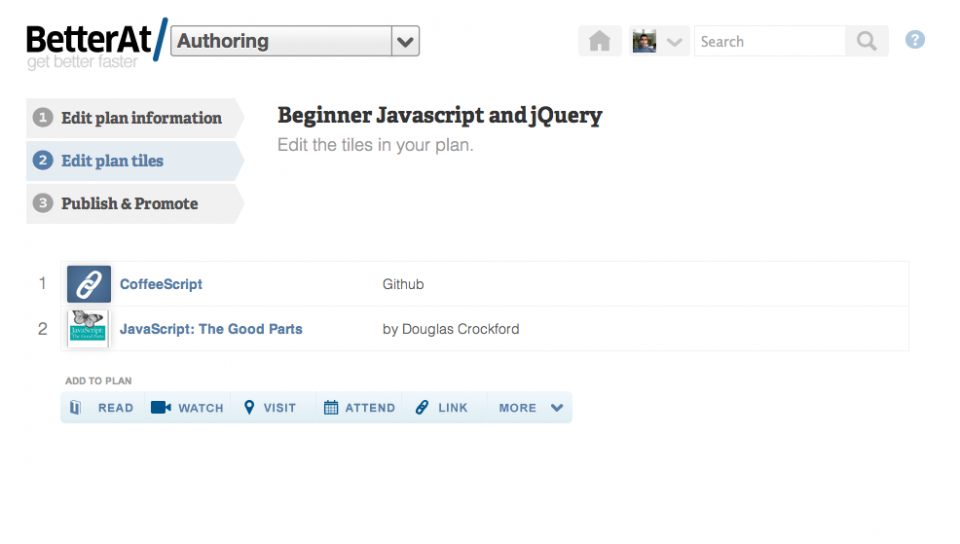 BetterAt/
get better faster
Authoring
Search
?
1 Edit plan information
2 Edit plan tiles
3 Publish & Promote
Beginner Javascript and jQuery
Edit the tiles in your plan.
1 CoffeeScript Github
2 JavaScript: The Good Parts by Douglas Crockford
JavaScript:
The Good Parts
ADD TO PLAN
READ WATCH VISIT ATTEND LINK MORE